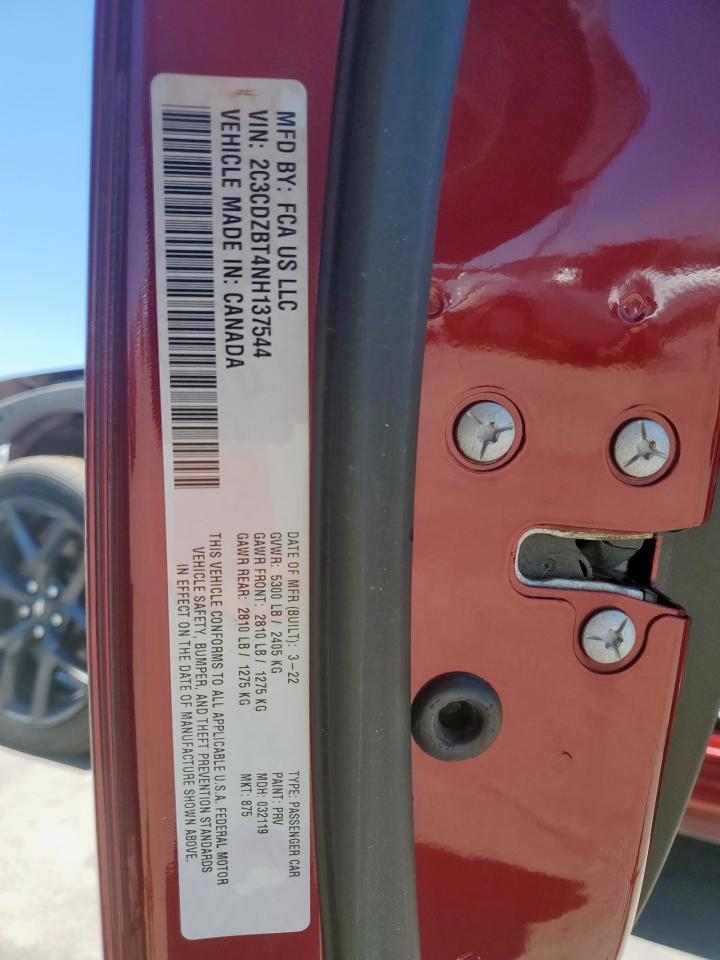 MFD BY: FCA US LLC
VIN: 2C3CDZBT4NH137544
VEHICLE MADE IN: CANADA
DATE OF MFR (BUILT): 3-22
GVWR: 5300 LB / 2405 KG
GAWR FRONT: 2810 LB / 1275 KG
GAWR REAR: 2810 LB / 1275 KG
THIS VEHICLE CONFORMS TO ALL APPLICABLE U.S.A. FEDERAL MOTOR
VEHICLE SAFETY, BUMPER, AND THEFT PREVENTION STANDARDS
IN EFFECT ON THE DATE OF MANUFACTURE SHOWN ABOVE.
TYPE: PASSENGER CAR
PAINT: PRV
MDH: 032119
MKT: 875